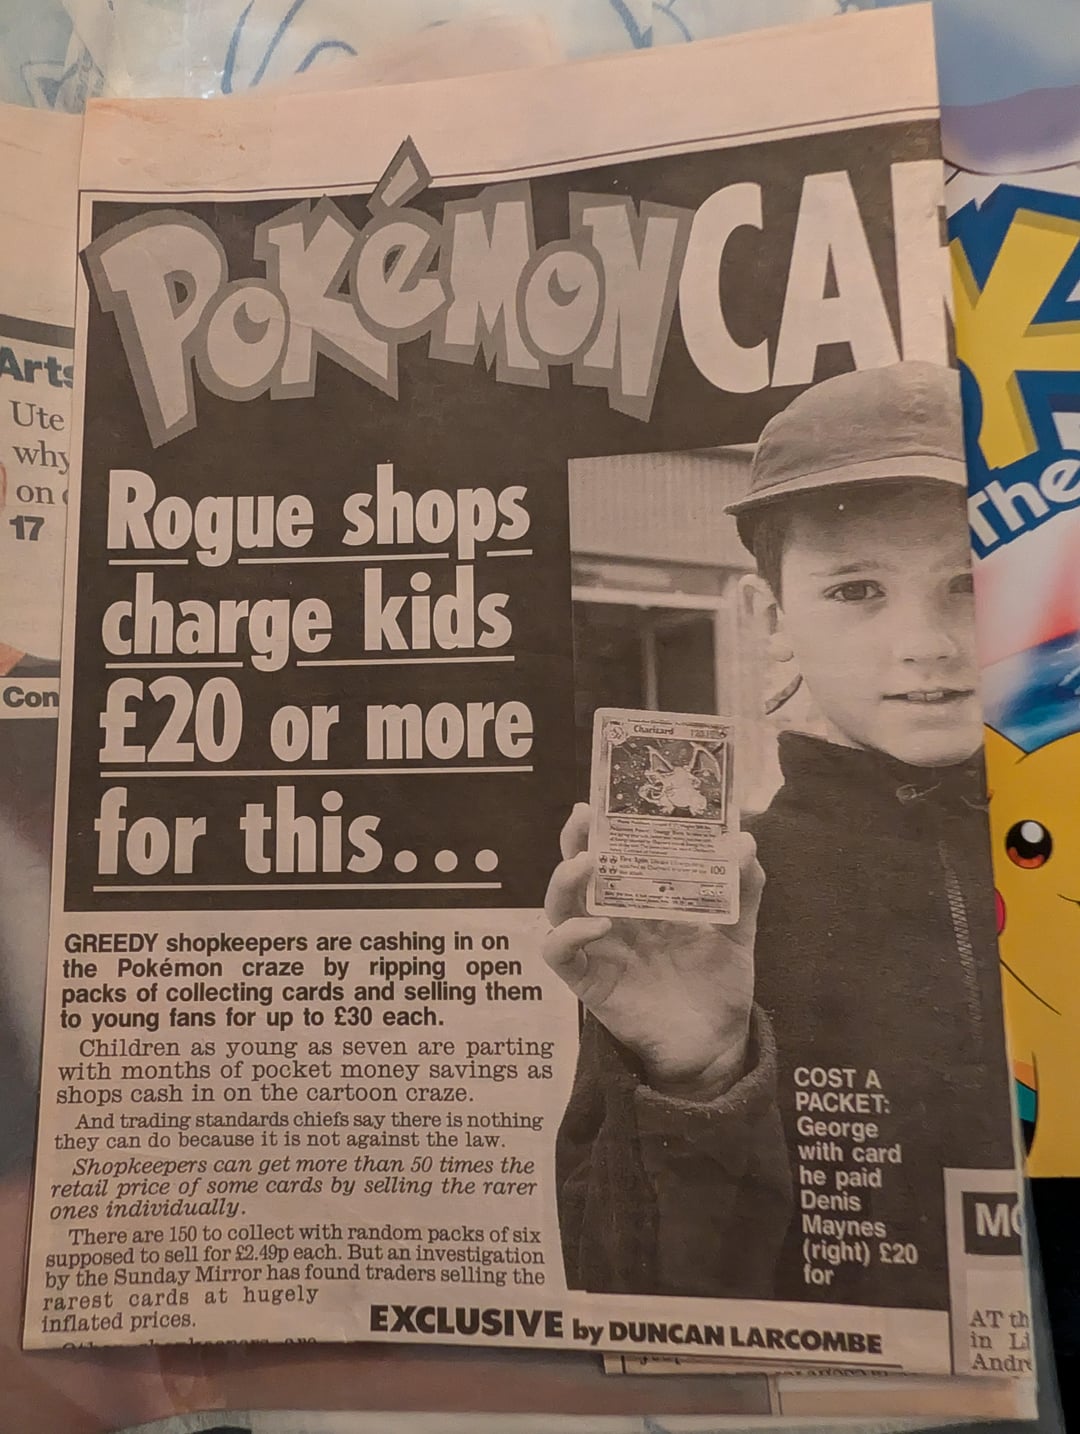 POKéMON CA
Rogue shops
charge kids
£20 or more
for this...
GREEDY shopkeepers are cashing in on
the Pokémon craze by ripping open
packs of collecting cards and selling them
to young fans for up to £30 each.
Children as young as seven are parting
with months of pocket money savings as
shops cash in on the cartoon craze.
And trading standards chiefs say there is nothing
they can do because it is not against the law.
Shopkeepers can get more than 50 times the
retail price of some cards by selling the rarer
ones individually.
There are 150 to collect with random packs of six
supposed to sell for £2.49p each. But an investigation
by the Sunday Mirror has found traders selling the
rarest cards at hugely
inflated prices.
EXCLUSIVE by DUNCAN LARCOMBE
Charizard
100
COST A
PACKET:
George
with card
he paid
Denis
Maynes
(right) £20
for
Arts
Ute
why
on
17
Con
The
AT th
in Li
Andre